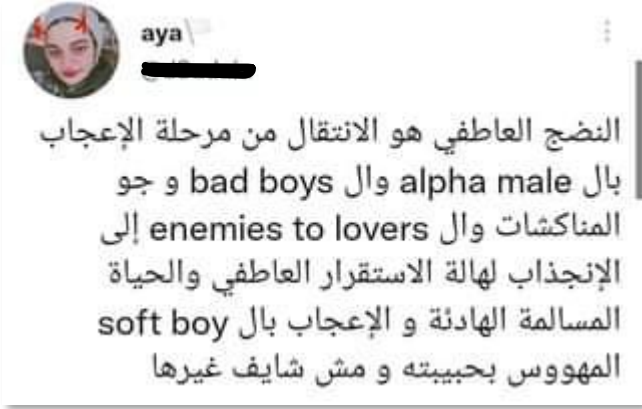 aya
النضج العاطفي هو الانتقال من مرحلة الإعجاب
بال alpha male وال bad boys و جو
المناكشات وال enemies to lovers إلى
الإنجذاب لهالة الاستقرار العاطفي والحياة
المسالمة الهادئة و الإعجاب بال soft boy
المهووس بحبيبته و مش شايف غيرها